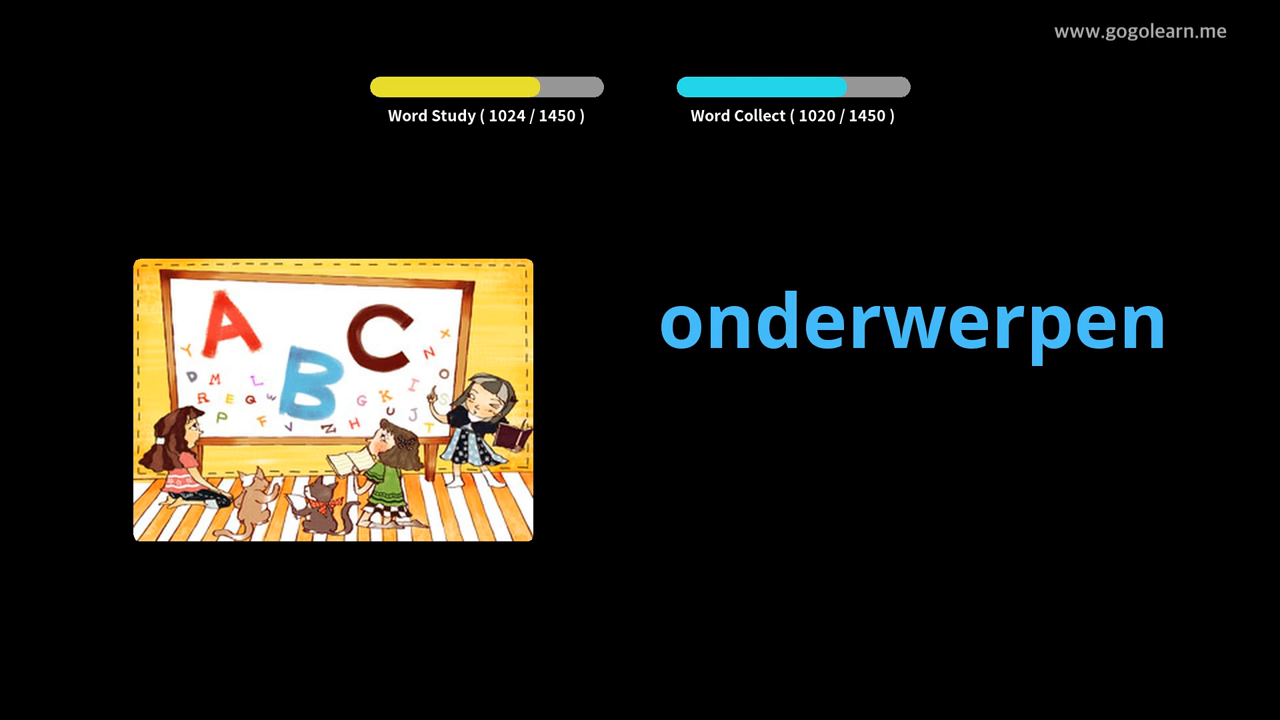 www.gogolearn.me
Word Study ( 1024 / 1450 )
Word Collect ( 1020 / 1450 )
onderwerpen
A
B
C
Y
X
N
D
M
L
O
I
R
E
Q
W
G
K
S
P
F
V
Z
H
U
J
T